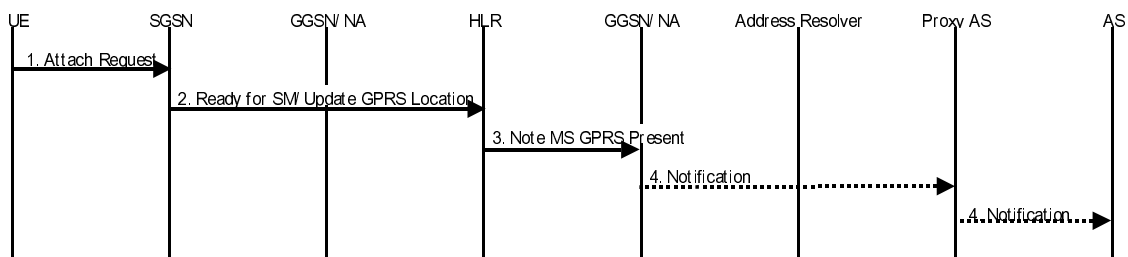 UE SGSN GGSN/NA HLR GGSN/NA Address Resolver Proxy AS AS
1. Attach Request
2. Ready for SM/Update GPRS Location
3. Note MS GPRS Present
4. Notification
4. Notification